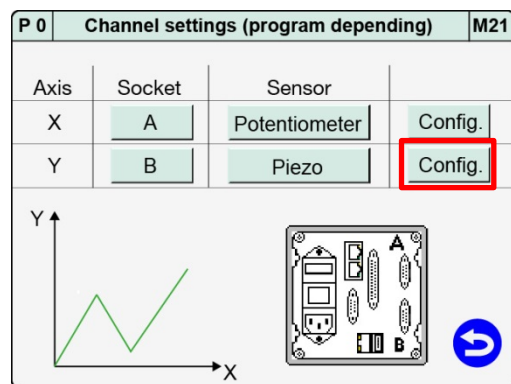 P 0 Channel settings (program depending) M21
Axis Socket Sensor
X A Potentiometer Config.
Y B Piezo Config.
Y
A
B
X